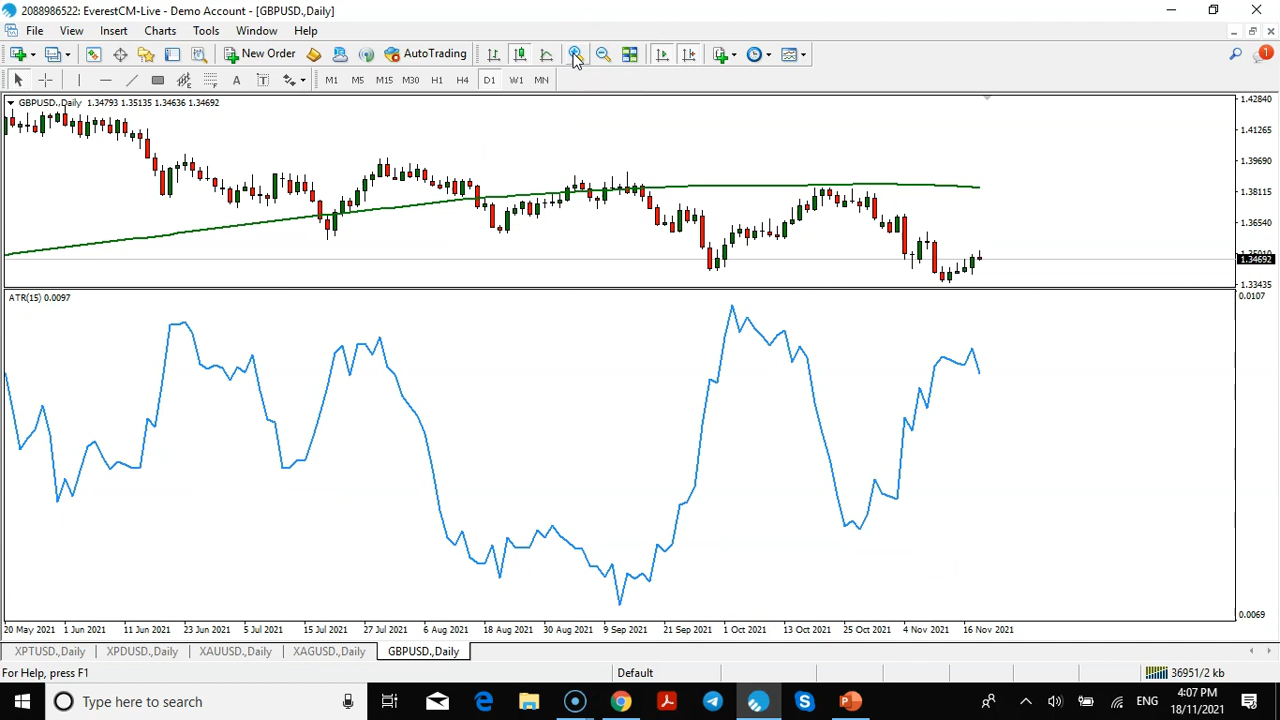 2088986522: EverestCM-Live - Demo Account - [GBPUSD.,Daily]
File View Insert Charts Tools Window Help
New Order AutoTrading 1
A T M1 M5 M15 M30 H1 H4 D1 W1 MN
GBPUSD.,Daily 1.34793 1.35135 1.34636 1.34692
1.42840
1.41265
1.39690
1.38115
1.36540
1.34692
1.33435
ATR(15) 0.0097
0.0107
0.0069
20 May 2021 1 Jun 2021 11 Jun 2021 23 Jun 2021 5 Jul 2021 15 Jul 2021 27 Jul 2021 6 Aug 2021 18 Aug 2021 30 Aug 2021 9 Sep 2021 21 Sep 2021 1 Oct 2021 13 Oct 2021 25 Oct 2021 4 Nov 2021 16 Nov 2021
XPTUSD.,Daily XPDUSD.,Daily XAUUSD.,Daily XAGUSD.,Daily GBPUSD.,Daily
For Help, press F1 Default 36951/2 kb
Type here to search ENG 4:07 PM
18/11/2021